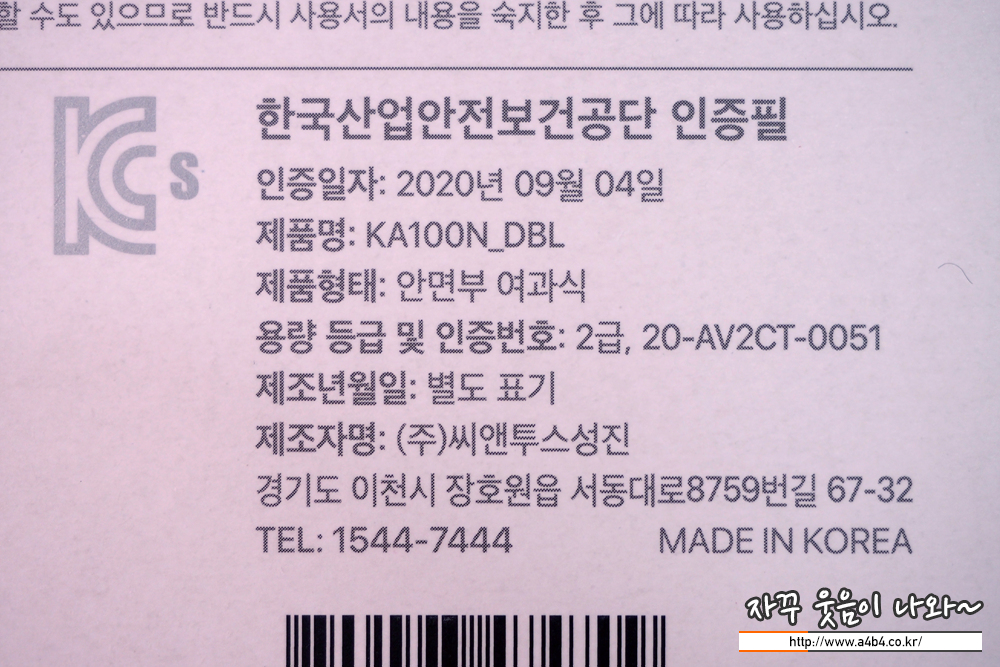 할 수도 있으므로 반드시 사용서의 내용을 숙지한 후 그에 따라 사용하십시오.
KCs
한국산업안전보건공단 인증필
인증일자: 2020년 09월 04일
제품명: KA100N_DBL
제품형태: 안면부 여과식
용량 등급 및 인증번호: 2급, 20-AV2CT-0051
제조년월일: 별도 표기
제조자명: (주)씨앤투스성진
경기도 이천시 장호원읍 서동대로8759번길 67-32
TEL: 1544-7444 MADE IN KOREA
자꾸 웃음이 나와~
http://www.a4b4.co.kr/